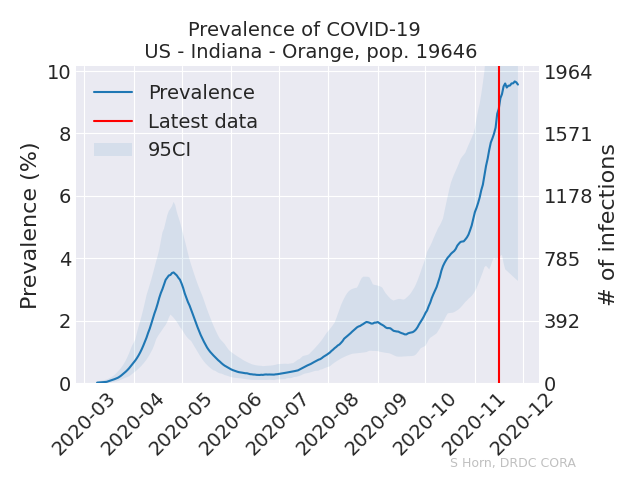 Prevalence of COVID-19
US - Indiana - Orange, pop. 19646
Prevalence (%)
10
8
6
4
2
0
Prevalence
Latest data
95CI
1964
1571
1178
785
392
0
# of infections
2020-03
2020-04
2020-05
2020-06
2020-07
2020-08
2020-09
2020-10
2020-11
2020-12
S Horn, DRDC CORA